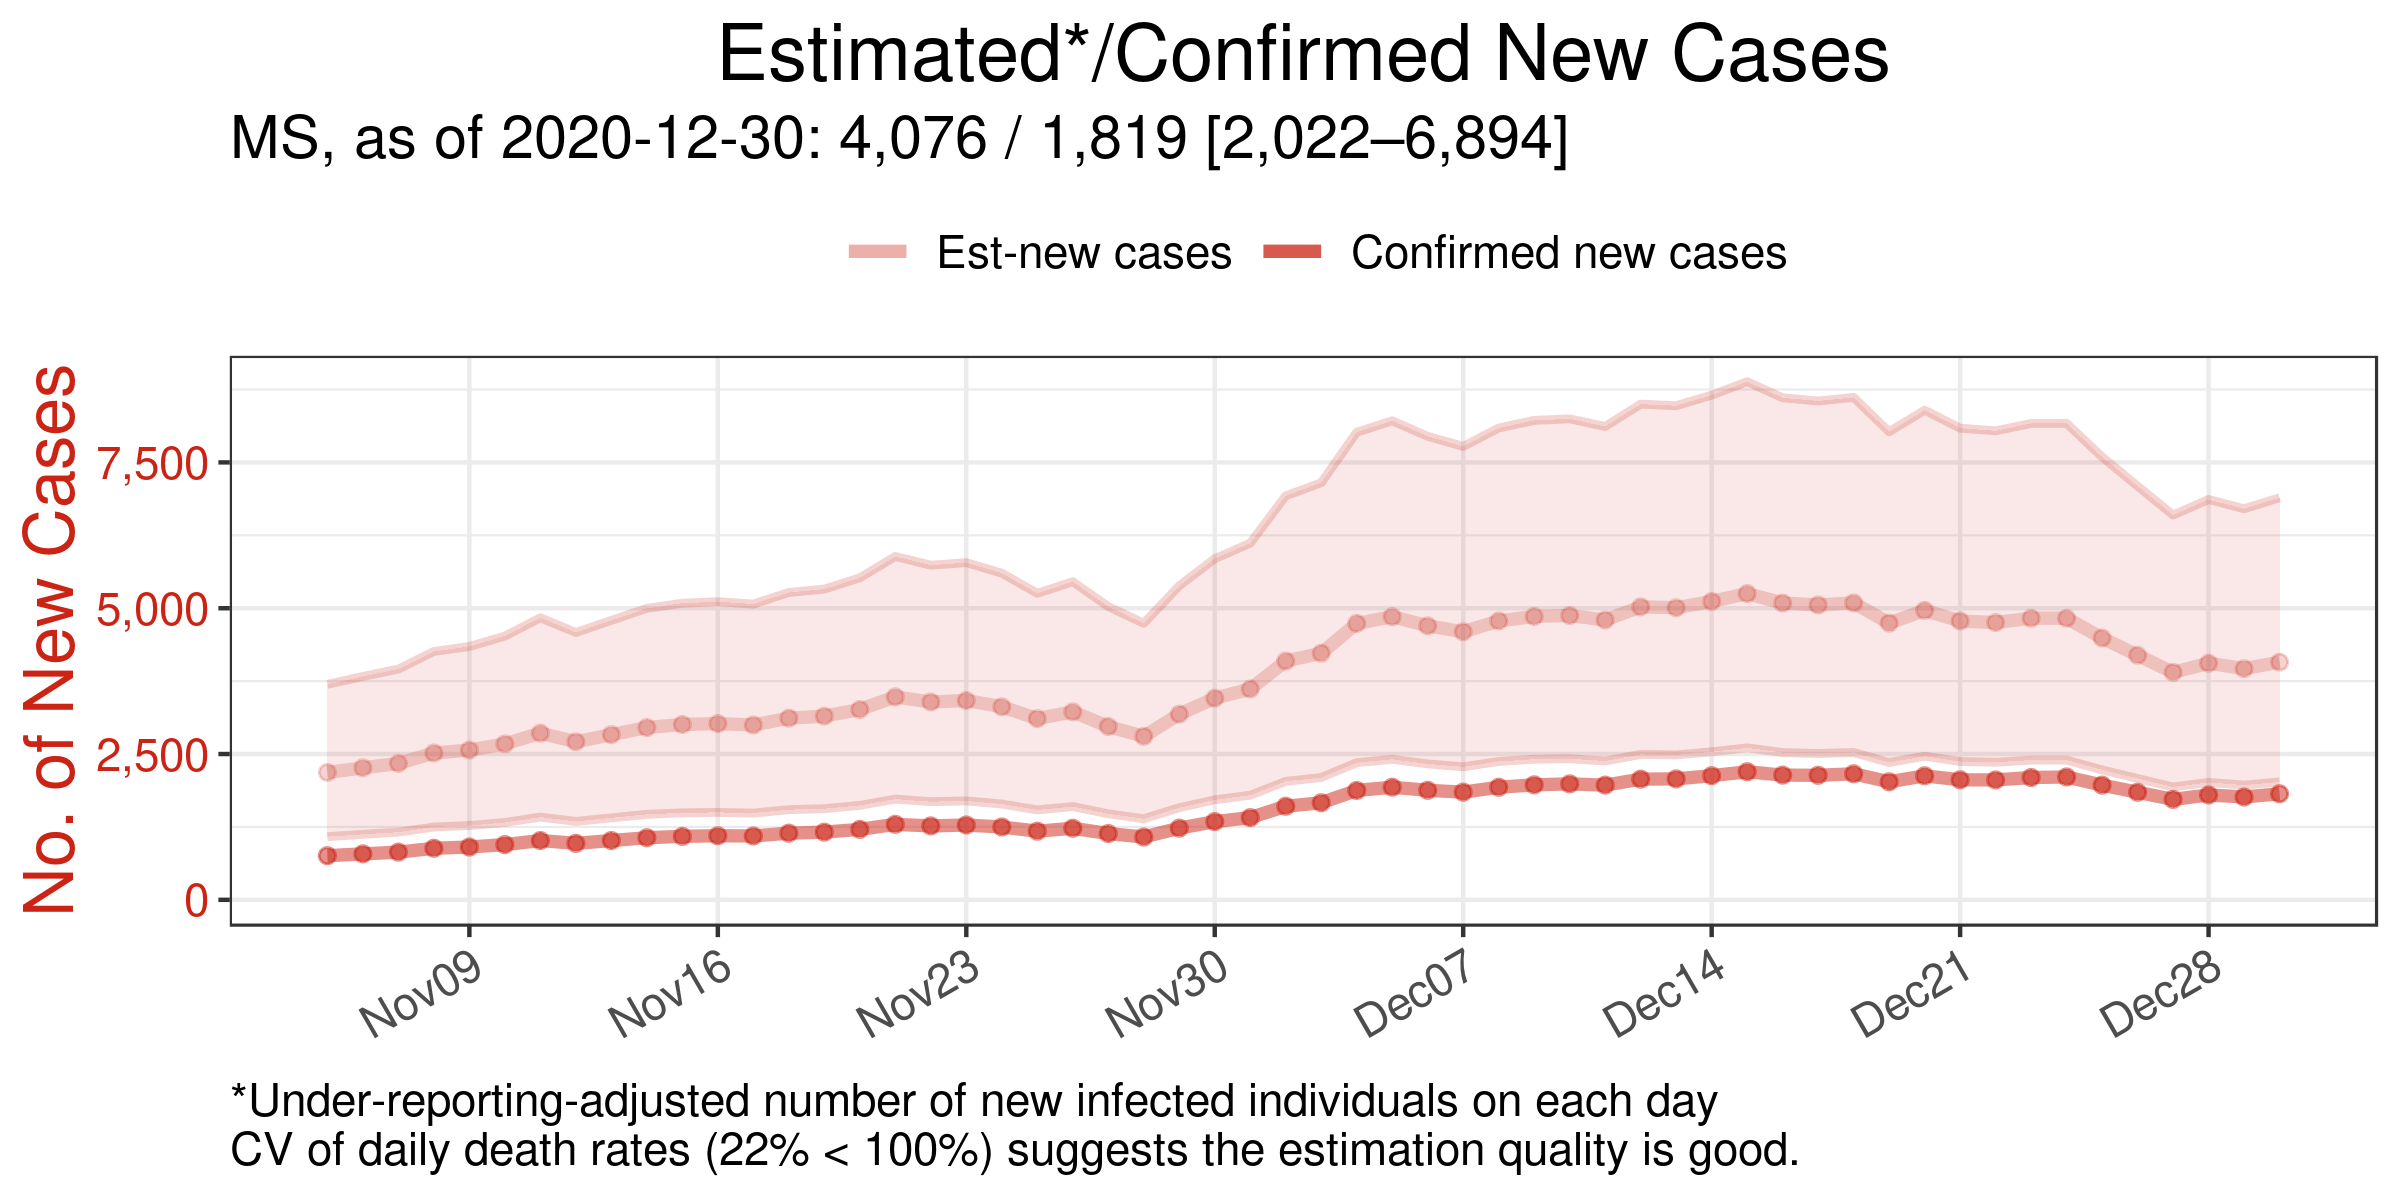 Estimated*/Confirmed New Cases
MS, as of 2020-12-30: 4,076 / 1,819 [2,022–6,894]
Est-new cases
Confirmed new cases
No. of New Cases
7,500
5,000
2,500
0
Nov09
Nov16
Nov23
Nov30
Dec07
Dec14
Dec21
Dec28
*Under-reporting-adjusted number of new infected individuals on each day
CV of daily death rates (22% < 100%) suggests the estimation quality is good.